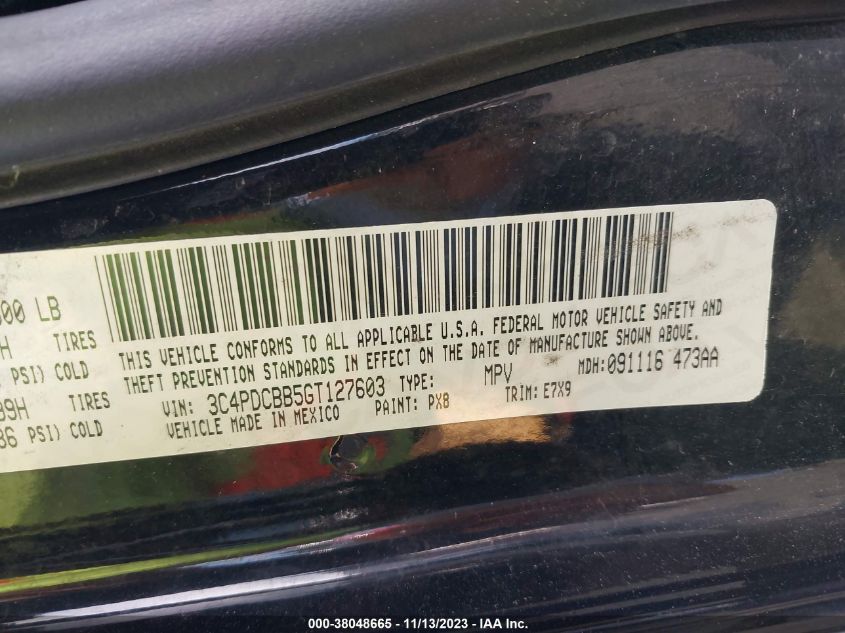 00 LB
H TIRES
PSI) COLD
99H TIRES
36 PSI) COLD
THIS VEHICLE CONFORMS TO ALL APPLICABLE U.S.A. FEDERAL MOTOR VEHICLE SAFETY AND
THEFT PREVENTION STANDARDS IN EFFECT ON THE DATE OF MANUFACTURE SHOWN ABOVE.
VIN: 3C4PDCBB5GT127603 TYPE: MPV MDH:091116 473AA
VEHICLE MADE IN MEXICO PAINT: PX8 TRIM: E7X9
000-38048665 - 11/13/2023 - IAA Inc.